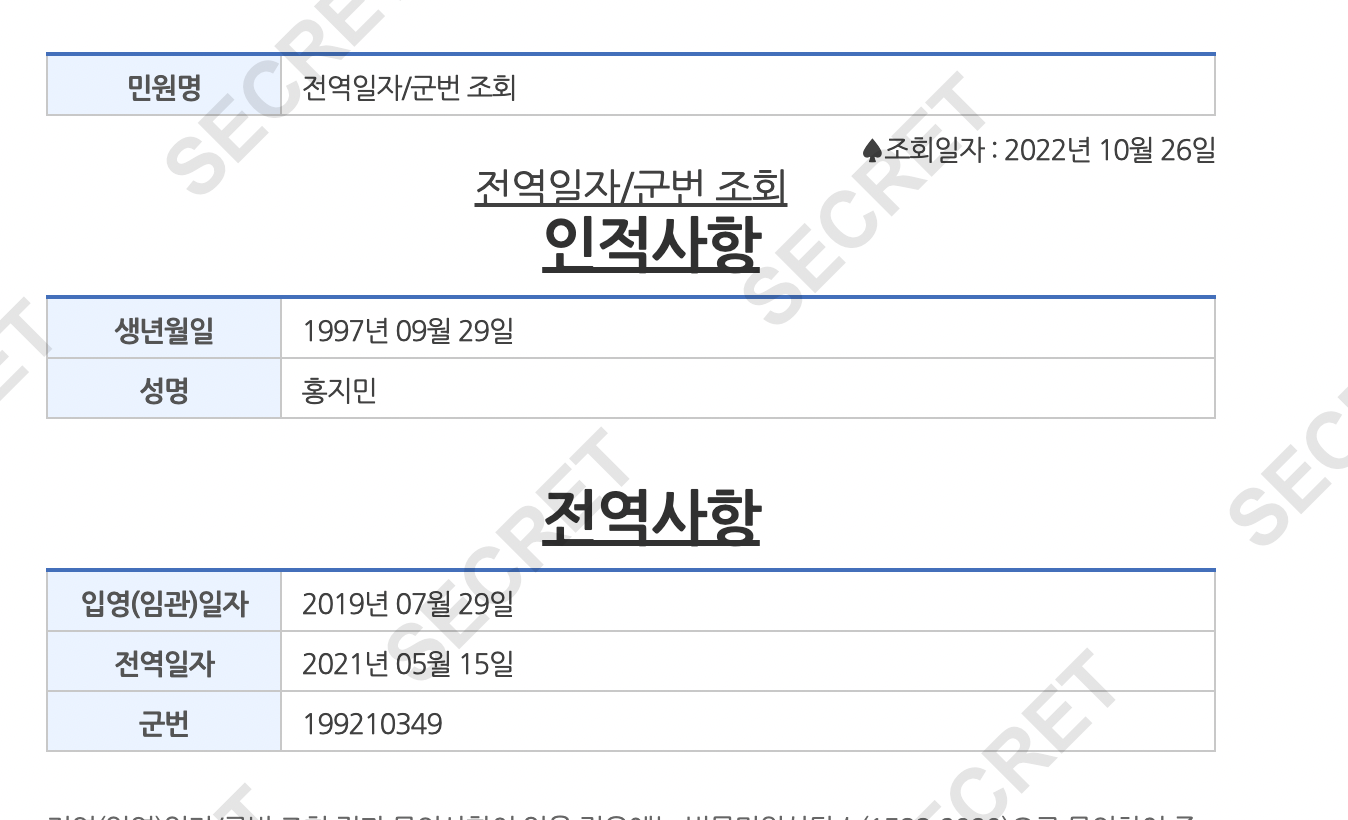 민원명 전역일자/군번 조회
♠조회일자 : 2022년 10월 26일
전역일자/군번 조회
인적사항
생년월일 1997년 09월 29일
성명 홍지민
전역사항
입영(임관)일자 2019년 07월 29일
전역일자 2021년 05월 15일
군번 199210349
SECRET
SECRET
SECRET
SECRET